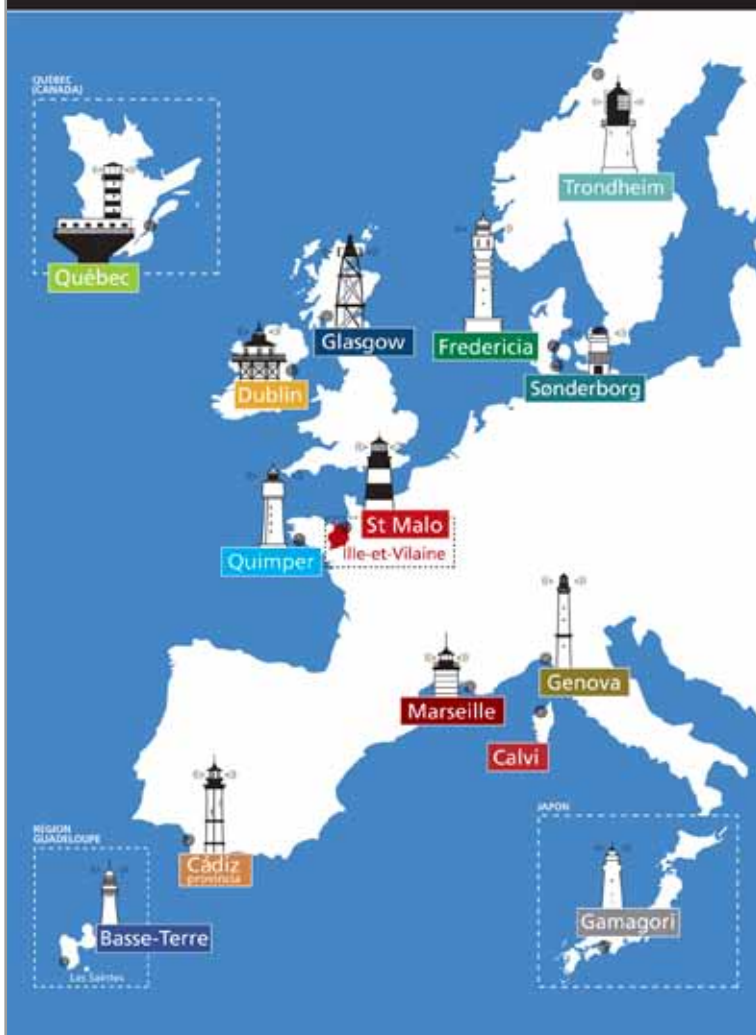 QUÉBEC
(CANADA)
Trondheim
Québec
Glasgow
Fredericia
Dublin
Sønderborg
St Malo
Ille-et-Vilaine
Quimper
Genova
Marseille
Calvi
RÉGION
GUADELOUPE
JAPON
Cádiz
provincia
Gamagori
Basse-Terre
Les Saintes